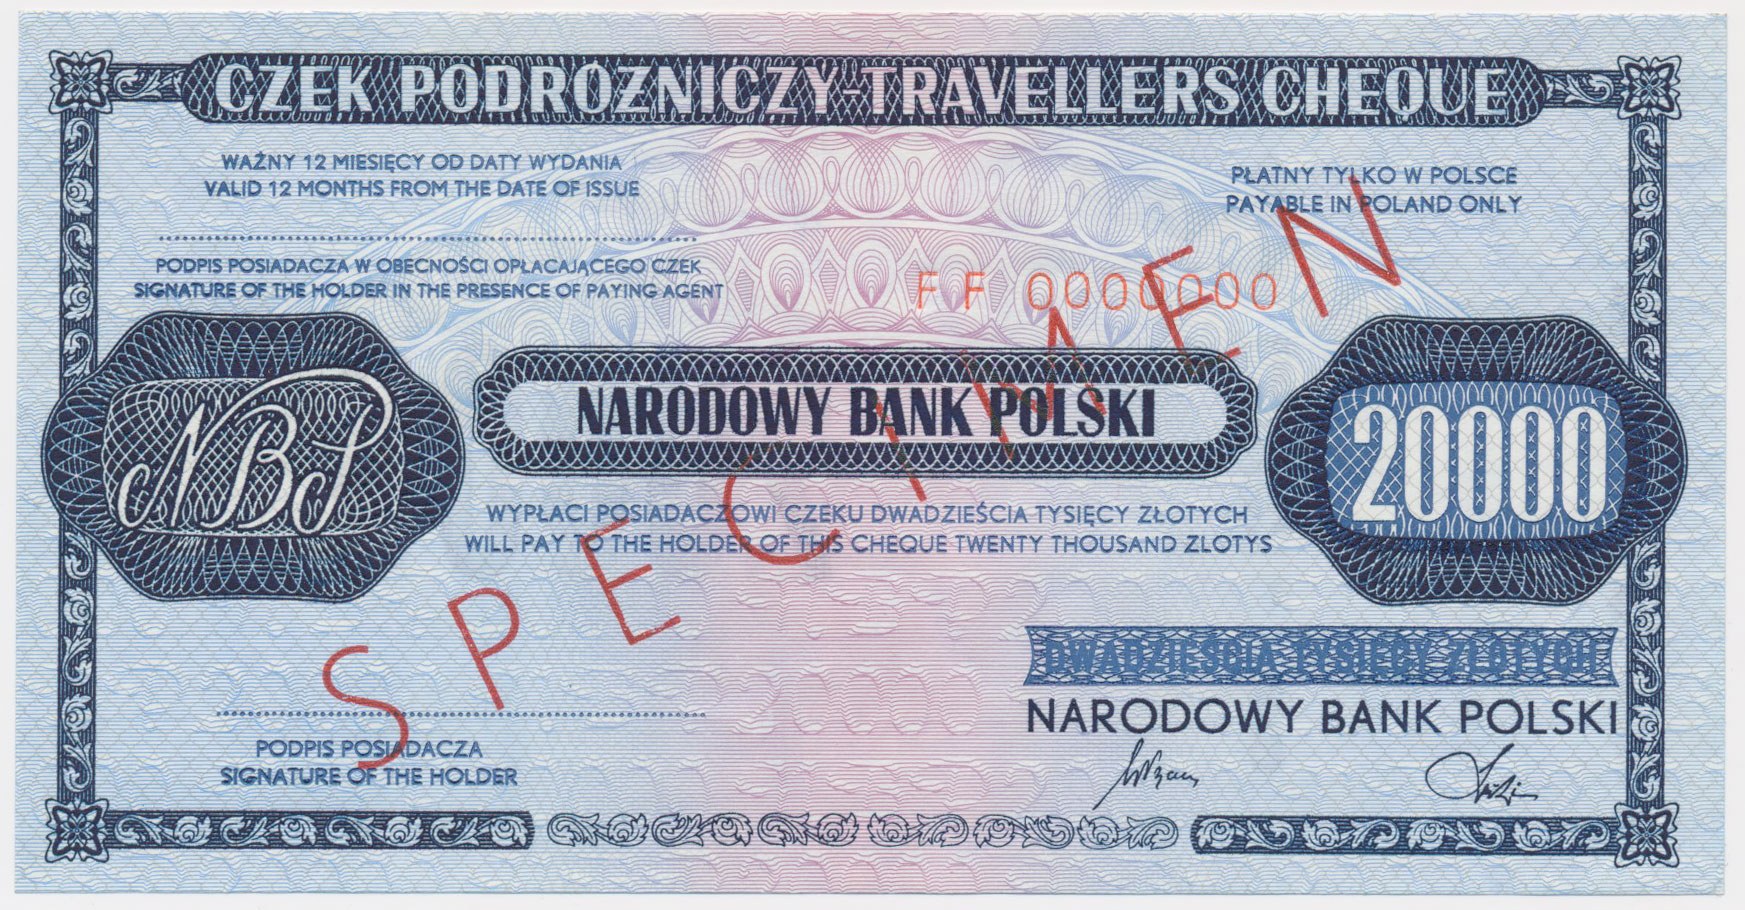 CZEK PODRÓŻNICZY-TRAVELLERS CHEQUE
WAŻNY 12 MIESIĘCY OD DATY WYDANIA
VALID 12 MONTHS FROM THE DATE OF ISSUE
PŁATNY TYLKO W POLSCE
PAYABLE IN POLAND ONLY
PODPIS POSIADACZA W OBECNOŚCI OPŁACAJĄCEGO CZEK
SIGNATURE OF THE HOLDER IN THE PRESENCE OF PAYING AGENT
FF 0000000
NBP
NARODOWY BANK POLSKI
20000
WYPŁACI POSIADACZOWI CZEKU DWADZIEŚCIA TYSIĘCY ZŁOTYCH
WILL PAY TO THE HOLDER OF THIS CHEQUE TWENTY THOUSAND ZLOTYS
SPECIMEN
DWADZIEŚCIA TYSIĘCY ZŁOTYCH
20000
NARODOWY BANK POLSKI
PODPIS POSIADACZA
SIGNATURE OF THE HOLDER